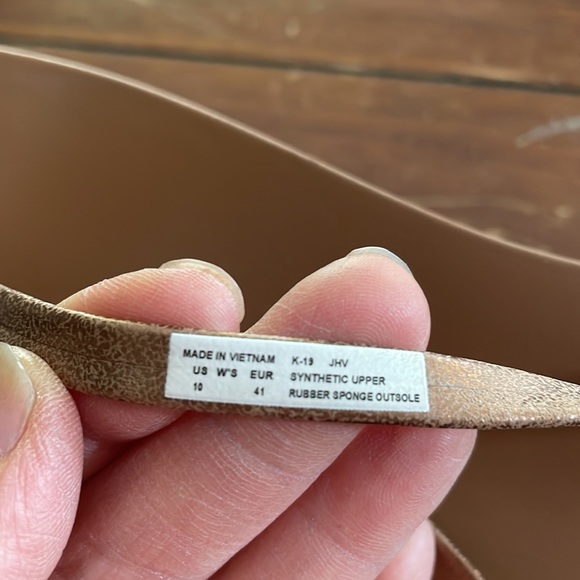 MADE IN VIETNAM K-19 JHV
US W'S EUR SYNTHETIC UPPER
10 41 RUBBER SPONGE OUTSOLE